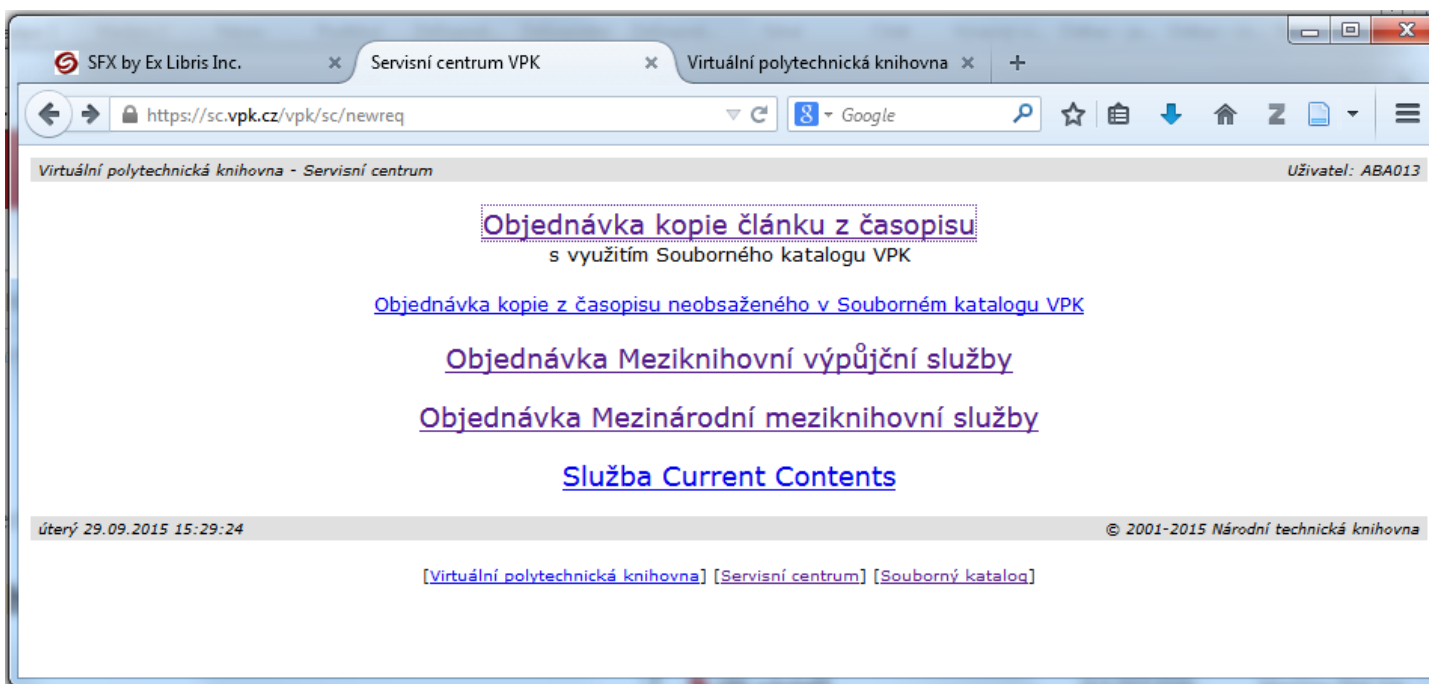 SFX by Ex Libris Inc.
Servisní centrum VPK
Virtuální polytechnická knihovna
https://sc.vpk.cz/vpk/sc/newreq
Google
Virtuální polytechnická knihovna - Servisní centrum
Uživatel: ABA013
Objednávka kopie článku z časopisu
s využitím Souborného katalogu VPK
Objednávka kopie z časopisu neobsaženého v Souborném katalogu VPK
Objednávka Meziknihovní výpůjční služby
Objednávka Mezinárodní meziknihovní služby
Služba Current Contents
úterý 29.09.2015 15:29:24
© 2001-2015 Národní technická knihovna
[Virtuální polytechnická knihovna] [Servisní centrum] [Souborný katalog]